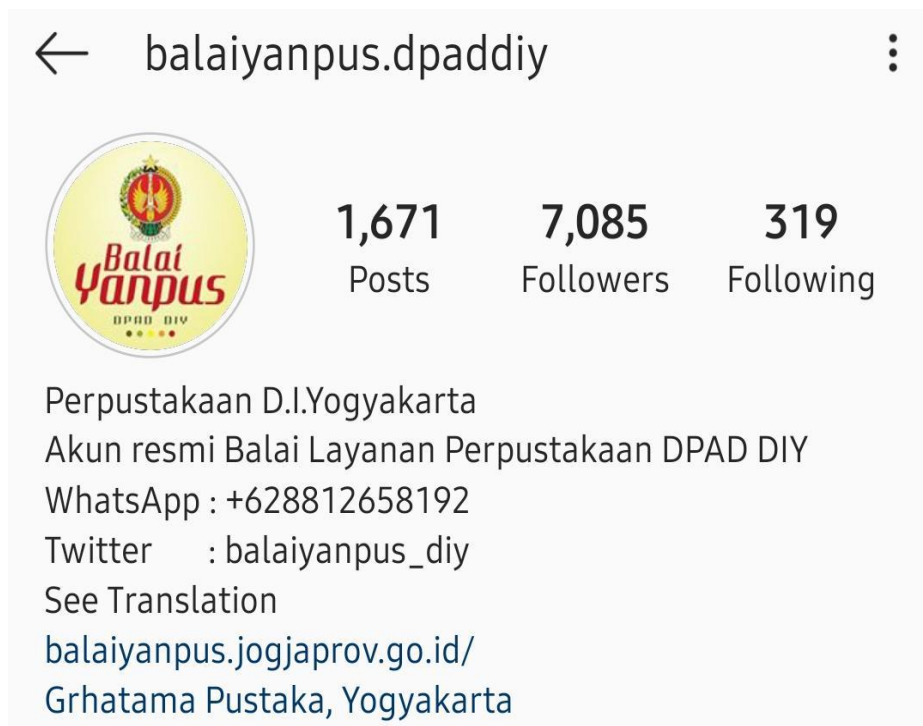 balaiyanpus.dpaddiy
Balai
Yanpus
DPAD DIY
1,671 7,085 319
Posts Followers Following
Perpustakaan D.I.Yogyakarta
Akun resmi Balai Layanan Perpustakaan DPAD DIY
WhatsApp : +628812658192
Twitter : balaiyanpus_diy
See Translation
balaiyanpus.jogjaprov.go.id/
Grhatama Pustaka, Yogyakarta